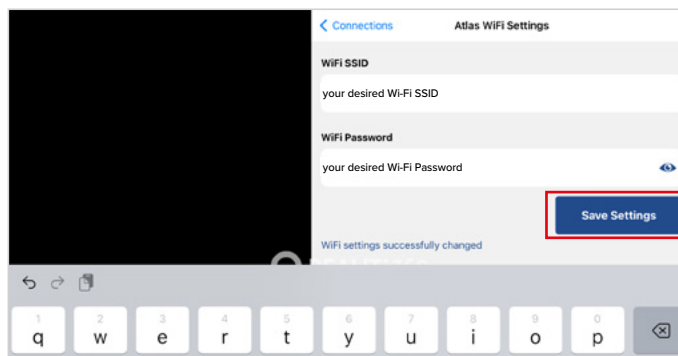 Connections
Atlas WiFi Settings
WiFi SSID
your desired Wi-Fi SSID
WiFi Password
your desired Wi-Fi Password
Save Settings
WiFi settings successfully changed
1 2 3 4 5 6 7 8 9 0
q w e r t y u i o p